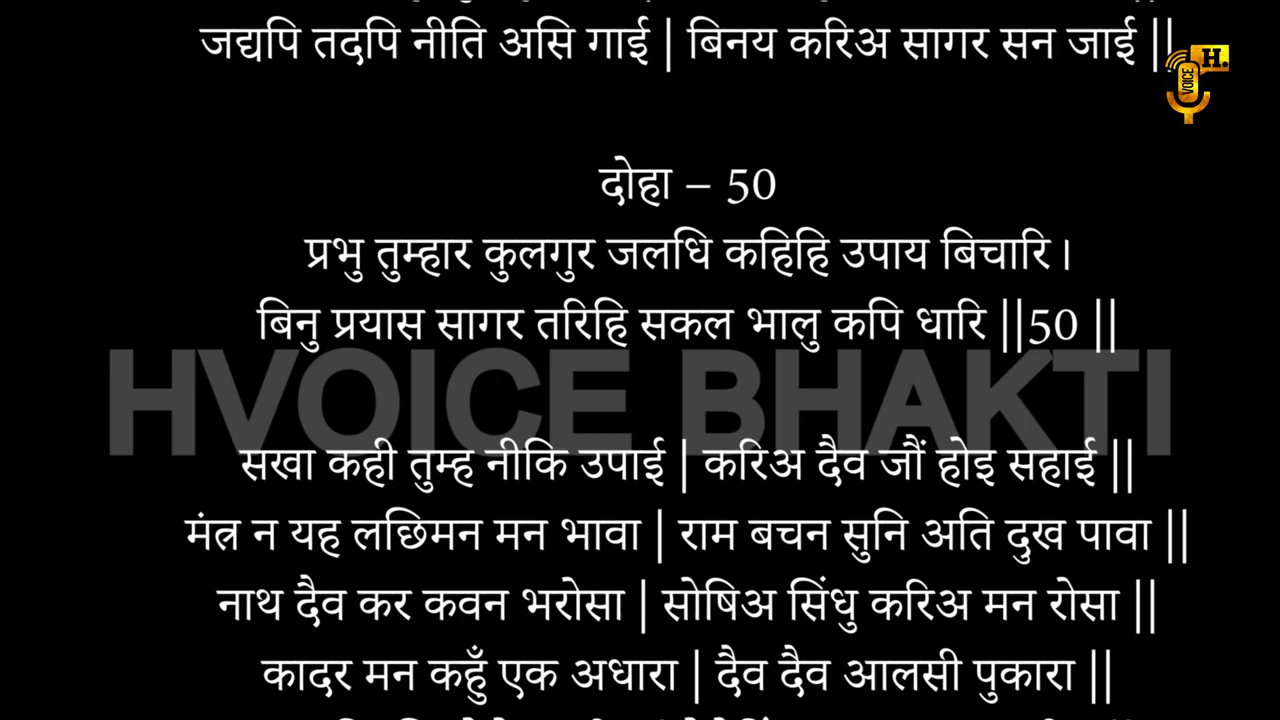 जद्यपि तदपि नीति असि गाई | बिनय करिअ सागर सन जाई ||
H.
VOICE
दोहा – 50
प्रभु तुम्हार कुलगुर जलधि कहिहि उपाय बिचारि ।
बिनु प्रयास सागर तरिहि सकल भालु कपि धारि ||50 ||
HVOICE BHAKTI
सखा कही तुम्ह नीकि उपाई | करिअ दैव जौं होइ सहाई ||
मंत्र न यह लछिमन मन भावा | राम बचन सुनि अति दुख पावा ||
नाथ दैव कर कवन भरोसा | सोषिअ सिंधु करिअ मन रोसा ||
कादर मन कहुँ एक अधारा | दैव दैव आलसी पुकारा ||